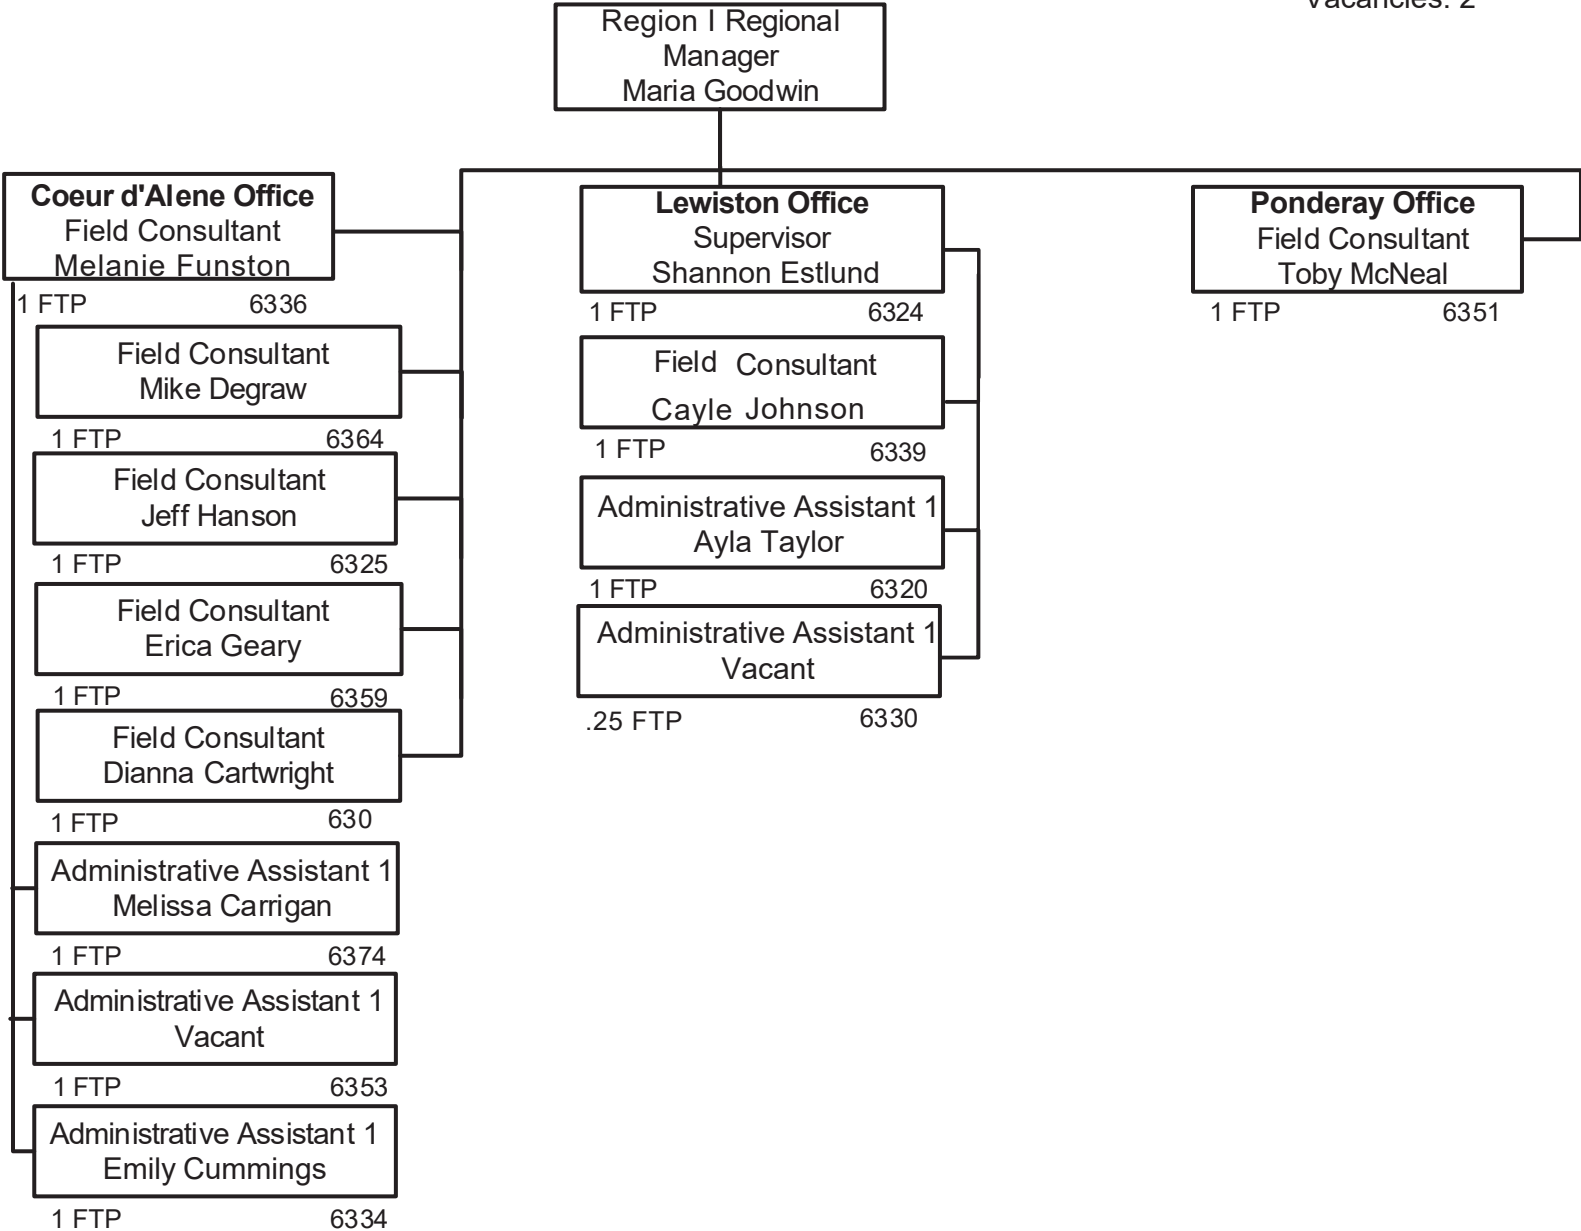 Vacancies: 2
Region I Regional
Manager
Maria Goodwin
Coeur d'Alene Office
Field Consultant
Melanie Funston
1 FTP 6336
Field Consultant
Mike Degraw
1 FTP 6364
Field Consultant
Jeff Hanson
1 FTP 6325
Field Consultant
Erica Geary
1 FTP 6359
Field Consultant
Dianna Cartwright
1 FTP 630
Administrative Assistant 1
Melissa Carrigan
1 FTP 6374
Administrative Assistant 1
Vacant
1 FTP 6353
Administrative Assistant 1
Emily Cummings
1 FTP 6334
Lewiston Office
Supervisor
Shannon Estlund
1 FTP 6324
Field Consultant
Cayle Johnson
1 FTP 6339
Administrative Assistant 1
Ayla Taylor
1 FTP 6320
Administrative Assistant 1
Vacant
.25 FTP 6330
Ponderay Office
Field Consultant
Toby McNeal
1 FTP 6351